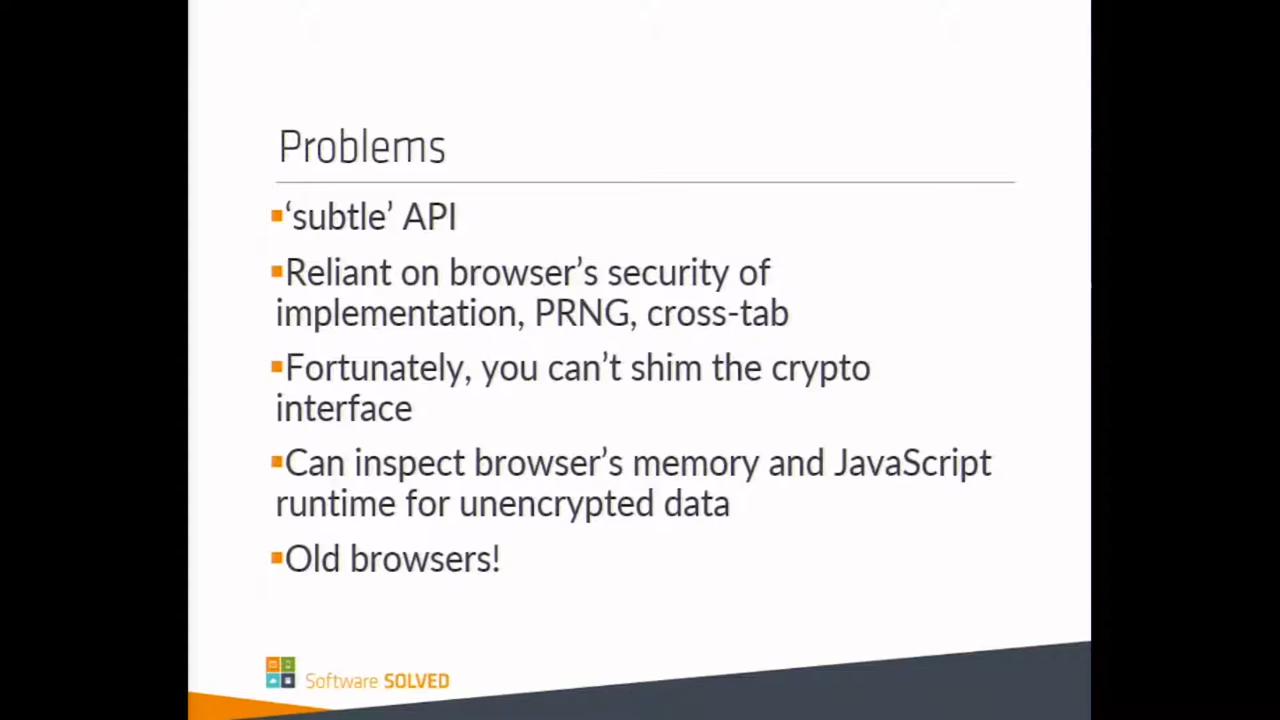 Problems
‘subtle’ API
Reliant on browser’s security of
implementation, PRNG, cross-tab
Fortunately, you can’t shim the crypto
interface
Can inspect browser’s memory and JavaScript
runtime for unencrypted data
Old browsers!
Software SOLVED